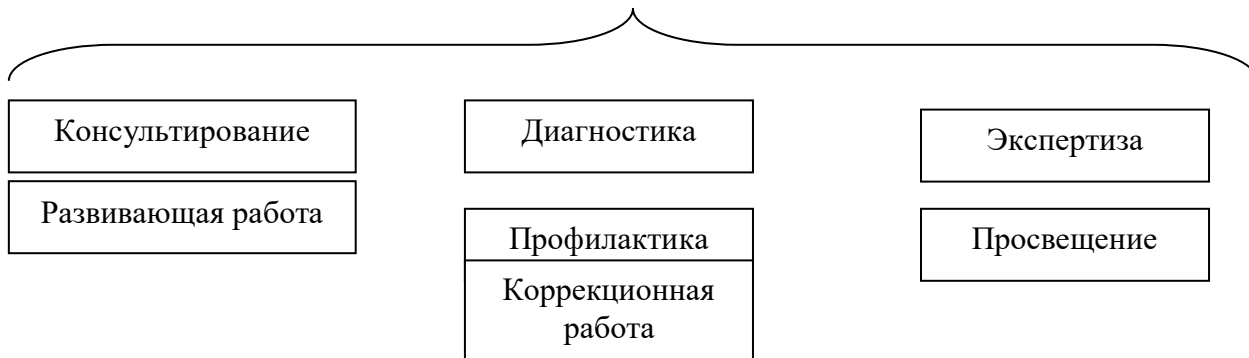 Консультирование
Диагностика
Экспертиза
Развивающая работа
Профилактика
Просвещение
Коррекционная
работа